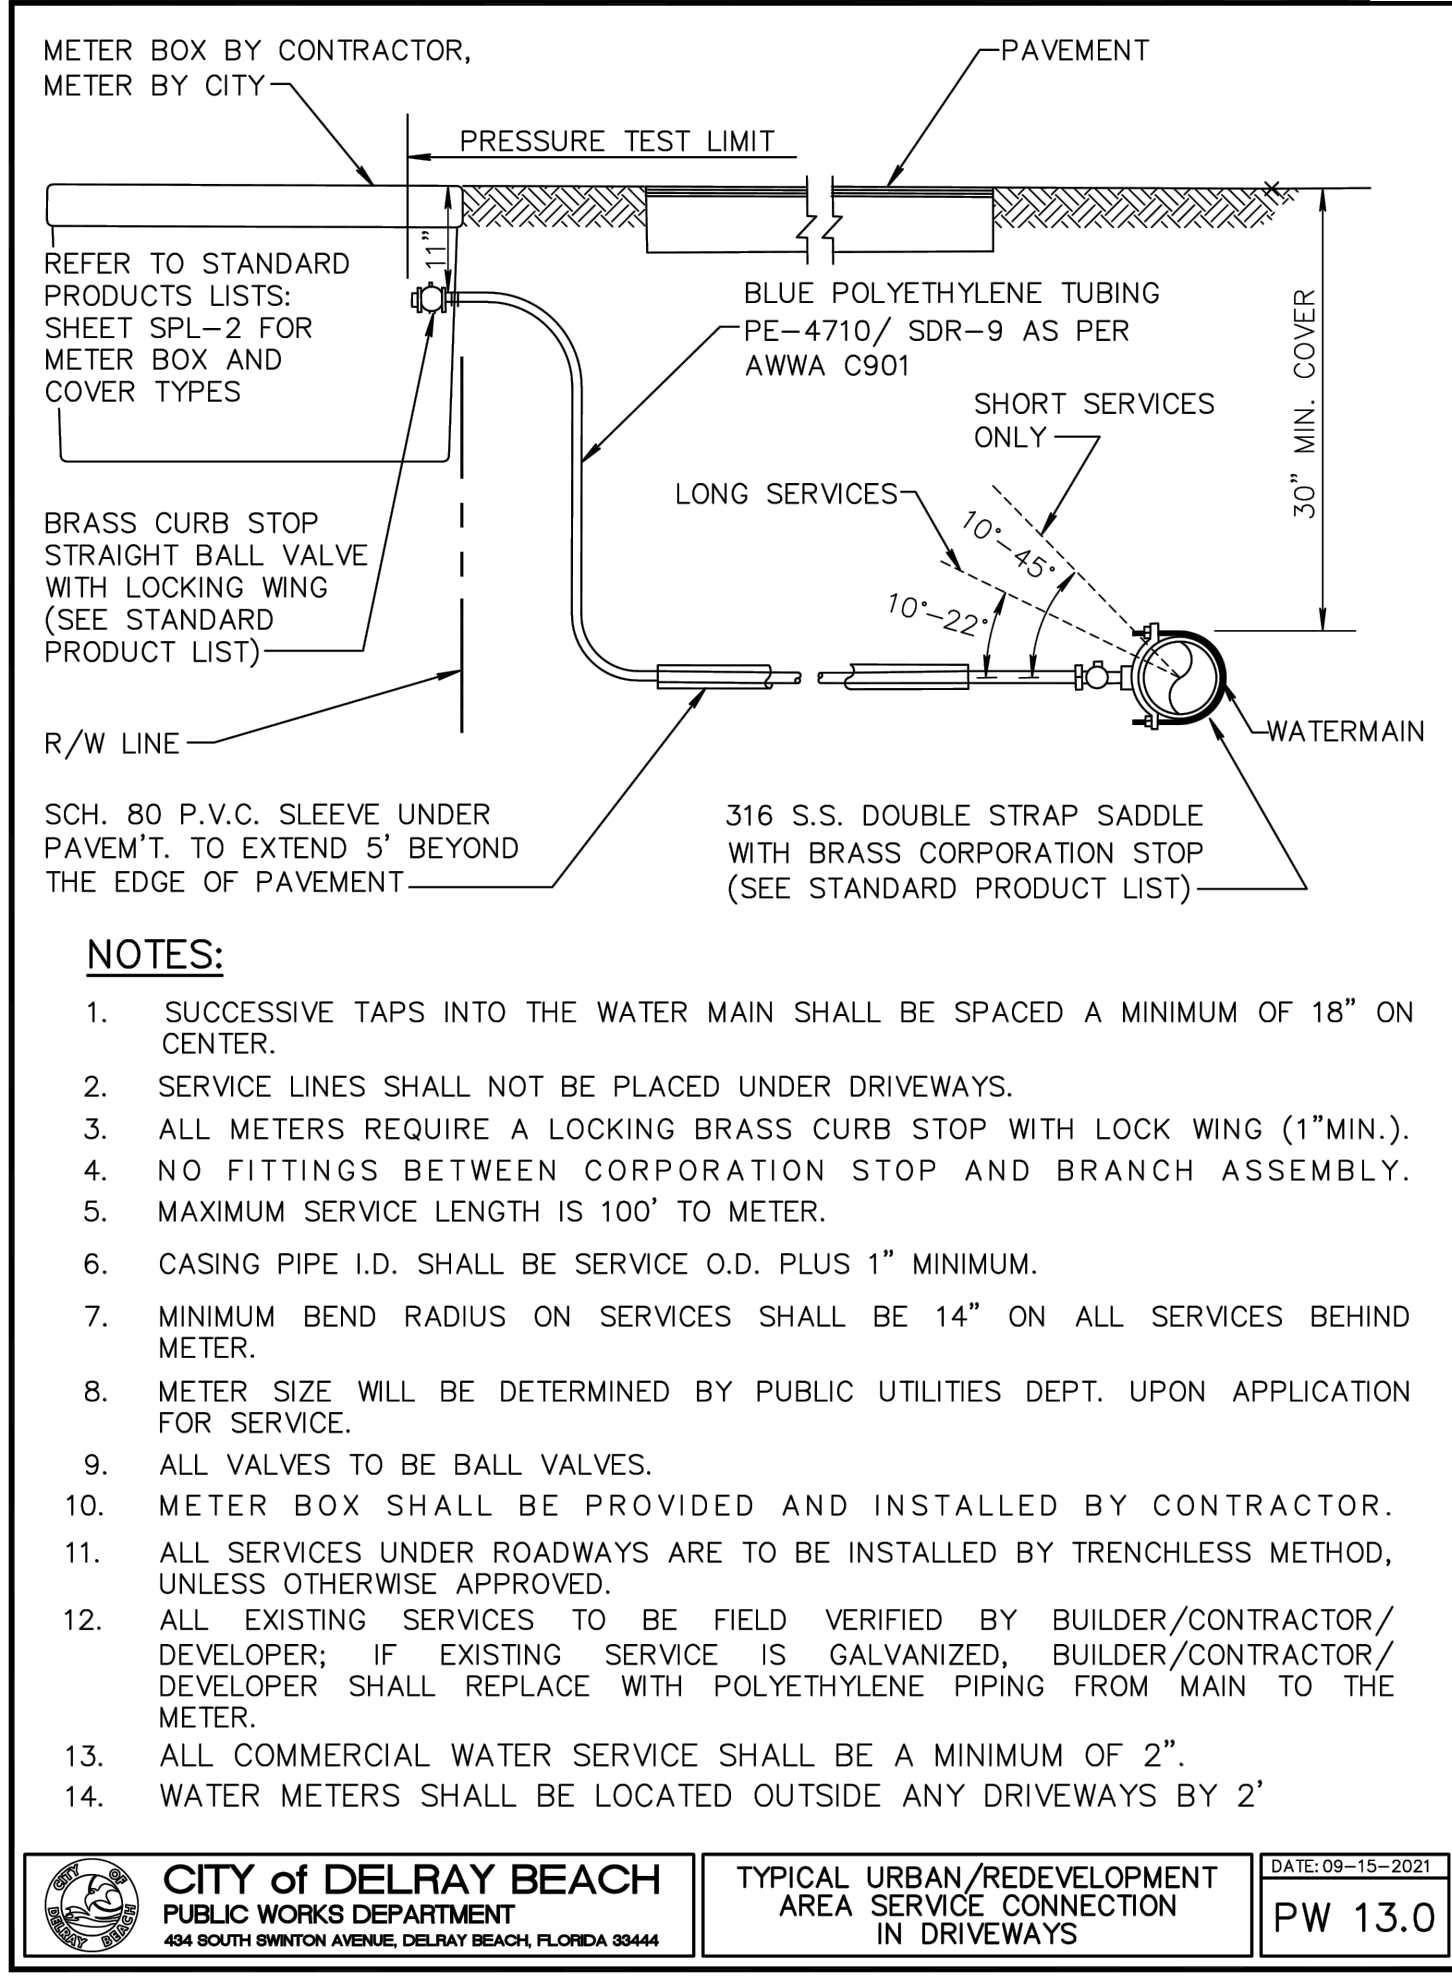 METER BOX BY CONTRACTOR,
METER BY CITY
PAVEMENT
PRESSURE TEST LIMIT
11"
REFER TO STANDARD
PRODUCTS LISTS:
SHEET SPL-2 FOR
METER BOX AND
COVER TYPES
BLUE POLYETHYLENE TUBING
PE-4710/ SDR-9 AS PER
AWWA C901
30" MIN. COVER
SHORT SERVICES
ONLY
LONG SERVICES
10°-45°
10°-22°
BRASS CURB STOP
STRAIGHT BALL VALVE
WITH LOCKING WING
(SEE STANDARD
PRODUCT LIST)
R/W LINE
WATERMAIN
SCH. 80 P.V.C. SLEEVE UNDER
PAVEM'T. TO EXTEND 5' BEYOND
THE EDGE OF PAVEMENT
316 S.S. DOUBLE STRAP SADDLE
WITH BRASS CORPORATION STOP
(SEE STANDARD PRODUCT LIST)
NOTES:
1. SUCCESSIVE TAPS INTO THE WATER MAIN SHALL BE SPACED A MINIMUM OF 18" ON
CENTER.
2. SERVICE LINES SHALL NOT BE PLACED UNDER DRIVEWAYS.
3. ALL METERS REQUIRE A LOCKING BRASS CURB STOP WITH LOCK WING (1"MIN.).
4. NO FITTINGS BETWEEN CORPORATION STOP AND BRANCH ASSEMBLY.
5. MAXIMUM SERVICE LENGTH IS 100' TO METER.
6. CASING PIPE I.D. SHALL BE SERVICE O.D. PLUS 1" MINIMUM.
7. MINIMUM BEND RADIUS ON SERVICES SHALL BE 14" ON ALL SERVICES BEHIND
METER.
8. METER SIZE WILL BE DETERMINED BY PUBLIC UTILITIES DEPT. UPON APPLICATION
FOR SERVICE.
9. ALL VALVES TO BE BALL VALVES.
10. METER BOX SHALL BE PROVIDED AND INSTALLED BY CONTRACTOR.
11. ALL SERVICES UNDER ROADWAYS ARE TO BE INSTALLED BY TRENCHLESS METHOD,
UNLESS OTHERWISE APPROVED.
12. ALL EXISTING SERVICES TO BE FIELD VERIFIED BY BUILDER/CONTRACTOR/
DEVELOPER; IF EXISTING SERVICE IS GALVANIZED, BUILDER/CONTRACTOR/
DEVELOPER SHALL REPLACE WITH POLYETHYLENE PIPING FROM MAIN TO THE
METER.
13. ALL COMMERCIAL WATER SERVICE SHALL BE A MINIMUM OF 2".
14. WATER METERS SHALL BE LOCATED OUTSIDE ANY DRIVEWAYS BY 2'
CITY OF DELRAY BEACH
CITY of DELRAY BEACH
PUBLIC WORKS DEPARTMENT
434 SOUTH SWINTON AVENUE, DELRAY BEACH, FLORIDA 33444
TYPICAL URBAN/REDEVELOPMENT
AREA SERVICE CONNECTION
IN DRIVEWAYS
DATE: 09-15-2021
PW 13.0